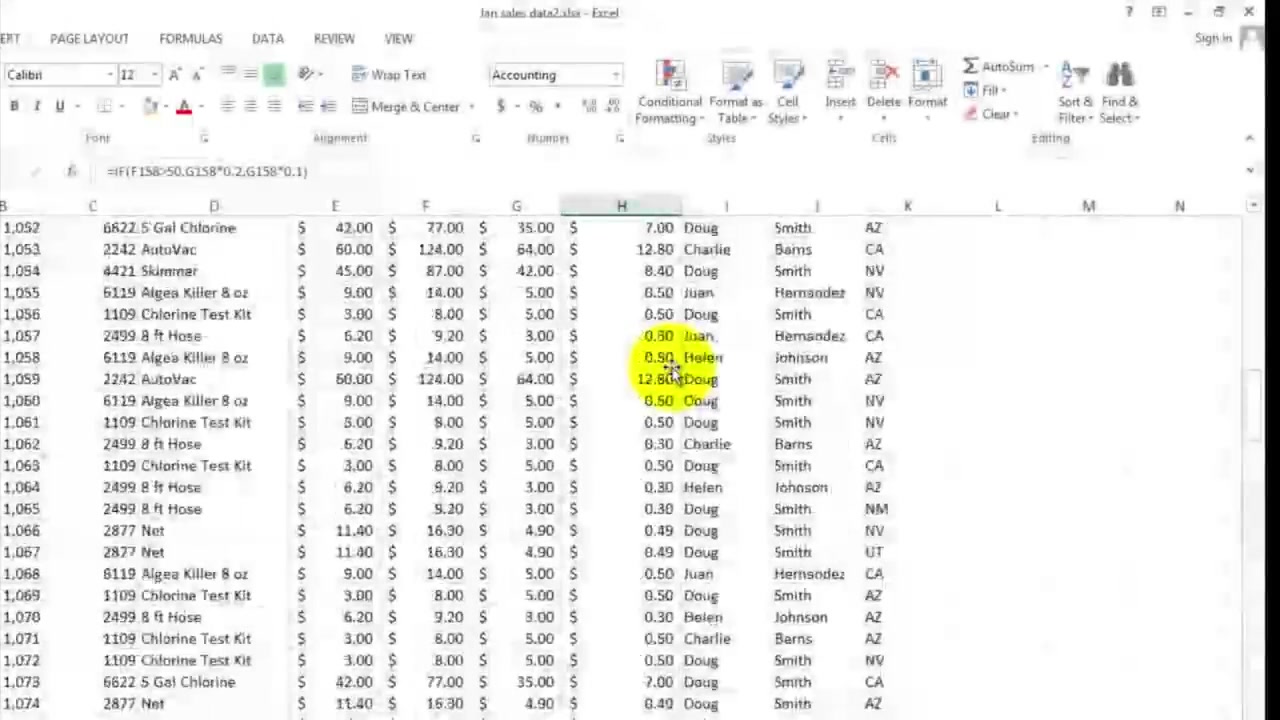 Jan sales data2.xlsx - Excel
ERT PAGE LAYOUT FORMULAS DATA REVIEW VIEW Sign in
Calibri 12 Wrap Text Accounting AutoSum
Fill
B I U Merge & Center $ % Conditional Formatting Format as Table Cell Styles Insert Delete Format Clear Sort & Filter Find & Select
Font Alignment Number Styles Cells Editing
=IF(F158>50,G158*0.2,G158*0.1)
B C D E F G H I J K L M N
1,052 6622 5 Gal Chlorine $ 42.00 $ 77.00 $ 35.00 $ 7.00 Doug Smith AZ
1,053 2242 AutoVac $ 60.00 $ 124.00 $ 64.00 $ 12.80 Charlie Barns CA
1,054 4421 Skimmer $ 45.00 $ 87.00 $ 42.00 $ 8.40 Doug Smith NV
1,055 6119 Algea Killer 8 oz $ 9.00 $ 14.00 $ 5.00 $ 0.50 Juan Hernandez NV
1,056 1109 Chlorine Test Kit $ 3.00 $ 8.00 $ 5.00 $ 0.50 Doug Smith CA
1,057 2499 8 ft Hose $ 6.20 $ 9.20 $ 3.00 $ 0.30 Juan Hernandez CA
1,058 6119 Algea Killer 8 oz $ 9.00 $ 14.00 $ 5.00 $ 0.50 Helen Johnson AZ
1,059 2242 AutoVac $ 60.00 $ 124.00 $ 64.00 $ 12.80 Doug Smith AZ
1,060 6119 Algea Killer 8 oz $ 9.00 $ 14.00 $ 5.00 $ 0.50 Doug Smith NV
1,061 1109 Chlorine Test Kit $ 3.00 $ 8.00 $ 5.00 $ 0.50 Doug Smith NV
1,062 2499 8 ft Hose $ 6.20 $ 9.20 $ 3.00 $ 0.30 Charlie Barns AZ
1,063 1109 Chlorine Test Kit $ 3.00 $ 8.00 $ 5.00 $ 0.50 Doug Smith CA
1,064 2499 8 ft Hose $ 6.20 $ 9.20 $ 3.00 $ 0.30 Helen Johnson AZ
1,065 2499 8 ft Hose $ 6.20 $ 9.20 $ 3.00 $ 0.30 Doug Smith NM
1,066 2877 Net $ 11.40 $ 16.30 $ 4.90 $ 0.49 Doug Smith NV
1,067 2877 Net $ 11.40 $ 16.30 $ 4.90 $ 0.49 Doug Smith UT
1,068 6119 Algea Killer 8 oz $ 9.00 $ 14.00 $ 5.00 $ 0.50 Juan Hernandez CA
1,069 1109 Chlorine Test Kit $ 3.00 $ 8.00 $ 5.00 $ 0.50 Doug Smith AZ
1,070 2499 8 ft Hose $ 6.20 $ 9.20 $ 3.00 $ 0.30 Helen Johnson AZ
1,071 1109 Chlorine Test Kit $ 3.00 $ 8.00 $ 5.00 $ 0.50 Charlie Barns AZ
1,072 1109 Chlorine Test Kit $ 3.00 $ 8.00 $ 5.00 $ 0.50 Doug Smith NV
1,073 6622 5 Gal Chlorine $ 42.00 $ 77.00 $ 35.00 $ 7.00 Doug Smith CA
1,074 2877 Net $ 11.40 $ 16.30 $ 4.90 $ 0.49 Doug Smith AZ